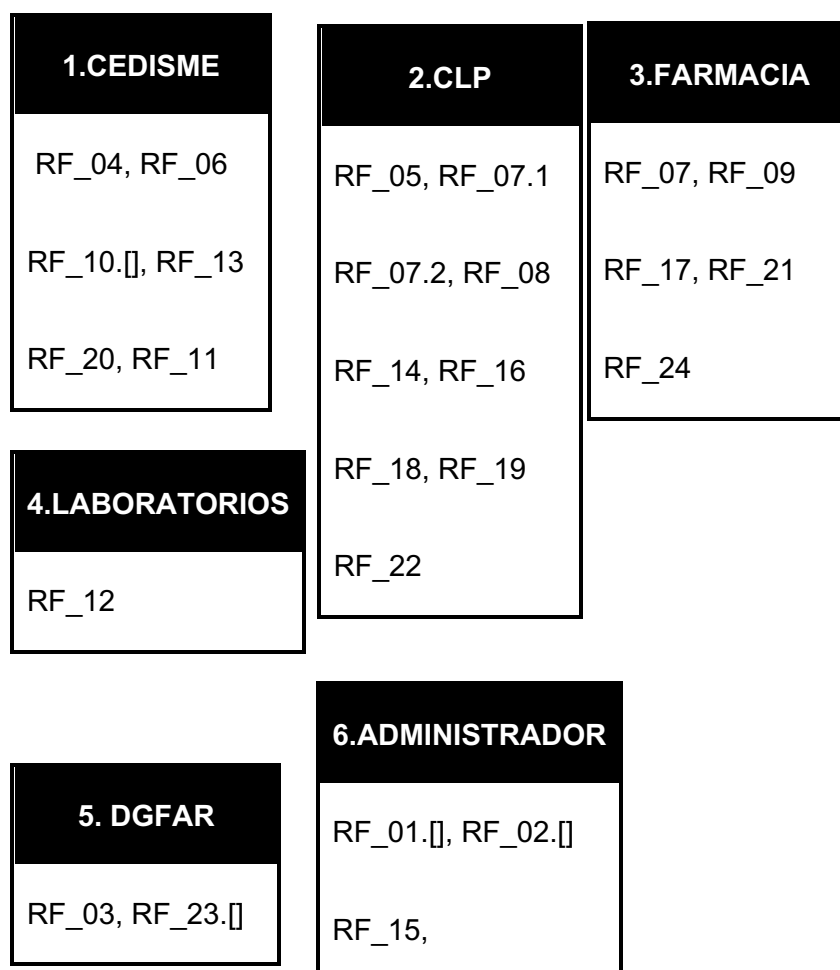 1.CEDISME
RF_04, RF_06
RF_10.[], RF_13
RF_20, RF_11
2.CLP
RF_05, RF_07.1
RF_07.2, RF_08
RF_14, RF_16
RF_18, RF_19
RF_22
3.FARMACIA
RF_07, RF_09
RF_17, RF_21
RF_24
4.LABORATORIOS
RF_12
5. DGFAR
RF_03, RF_23.[]
6.ADMINISTRADOR
RF_01.[], RF_02.[]
RF_15,